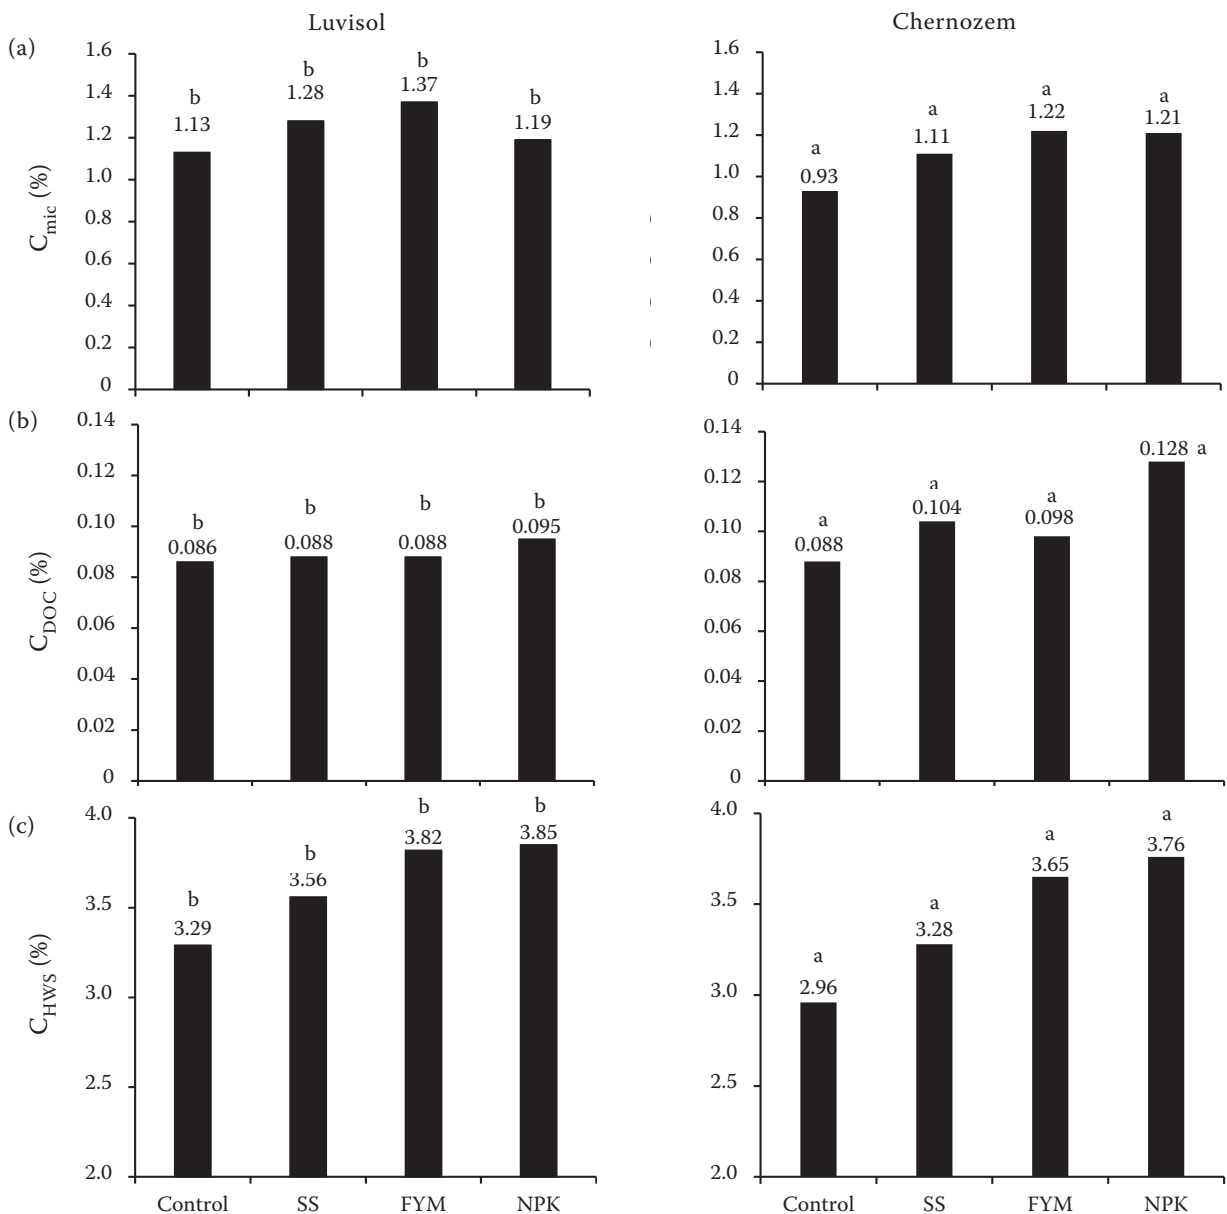 Luvisol
Chernozem
(a)
C_mic (%)
1.6
1.4
1.2
1.0
0.8
0.6
0.4
0.2
0
b
1.13
b
1.28
b
1.37
b
1.19
1.6
1.4
1.2
1.0
0.8
0.6
0.4
0.2
0
a
0.93
a
1.11
a
1.22
a
1.21
(b)
C_DOC (%)
0.14
0.12
0.10
0.08
0.06
0.04
0.02
0
b
0.086
b
0.088
b
0.088
b
0.095
0.14
0.12
0.10
0.08
0.06
0.04
0.02
0
a
0.088
a
0.104
a
0.098
0.128 a
(c)
C_HWS (%)
4.0
3.5
3.0
2.5
2.0
b
3.29
b
3.56
b
3.82
b
3.85
Control SS FYM NPK
4.0
3.5
3.0
2.5
2.0
a
2.96
a
3.28
a
3.65
a
3.76
Control SS FYM NPK